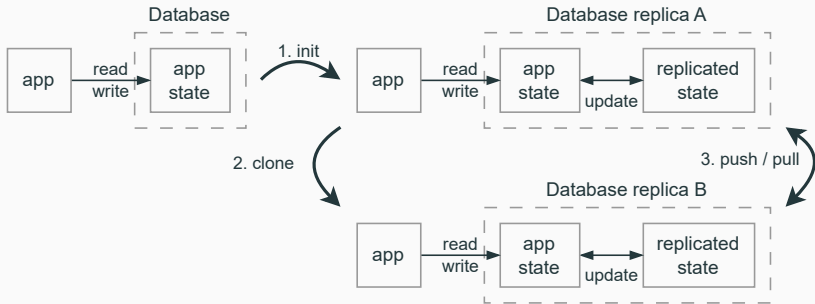 Database
app
read
write
app
state
1. init
Database replica A
app
read
write
app
state
update
replicated
state
2. clone
3. push / pull
Database replica B
app
read
write
app
state
update
replicated
state